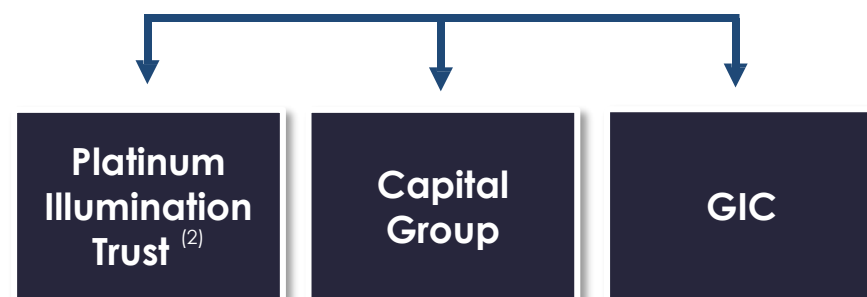 Platinum
Illumination
Trust (2)
Capital
Group
GIC